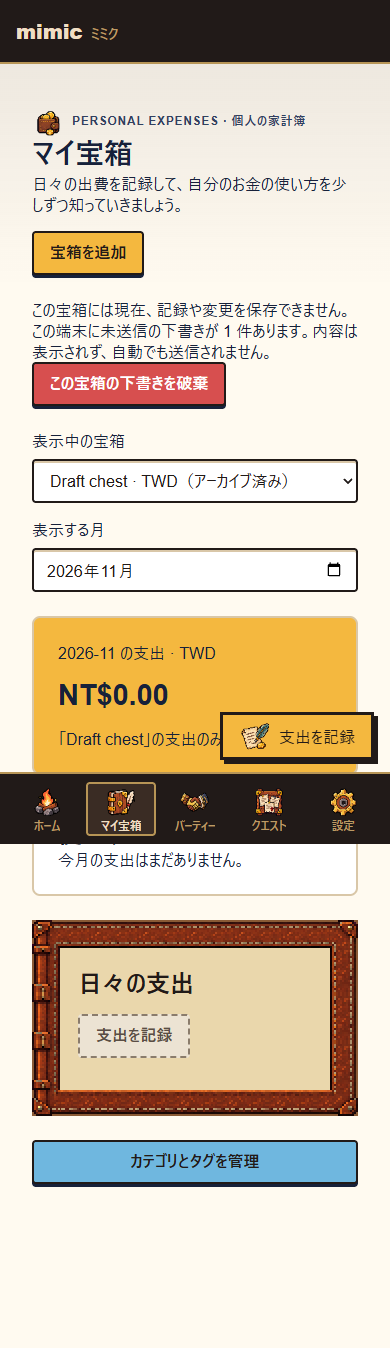 mimic ミミク
PERSONAL EXPENSES · 個人の家計簿
マイ宝箱
日々の出費を記録して、自分のお金の使い方を少
しずつ知っていきましょう。
宝箱を追加
この宝箱には現在、記録や変更を保存できません。
この端末に未送信の下書きが 1 件あります。内容は
表示されず、自動でも送信されません。
この宝箱の下書きを破棄
表示中の宝箱
Draft chest · TWD（アーカイブ済み）
表示する月
2026年11月
2026-11 の支出 · TWD
NT$0.00
「Draft chest」の支出のみ
支出を記録
ホーム
マイ宝箱
パーティー
クエスト
設定
今月の支出はまだありません。
日々の支出
支出を記録
カテゴリとタグを管理